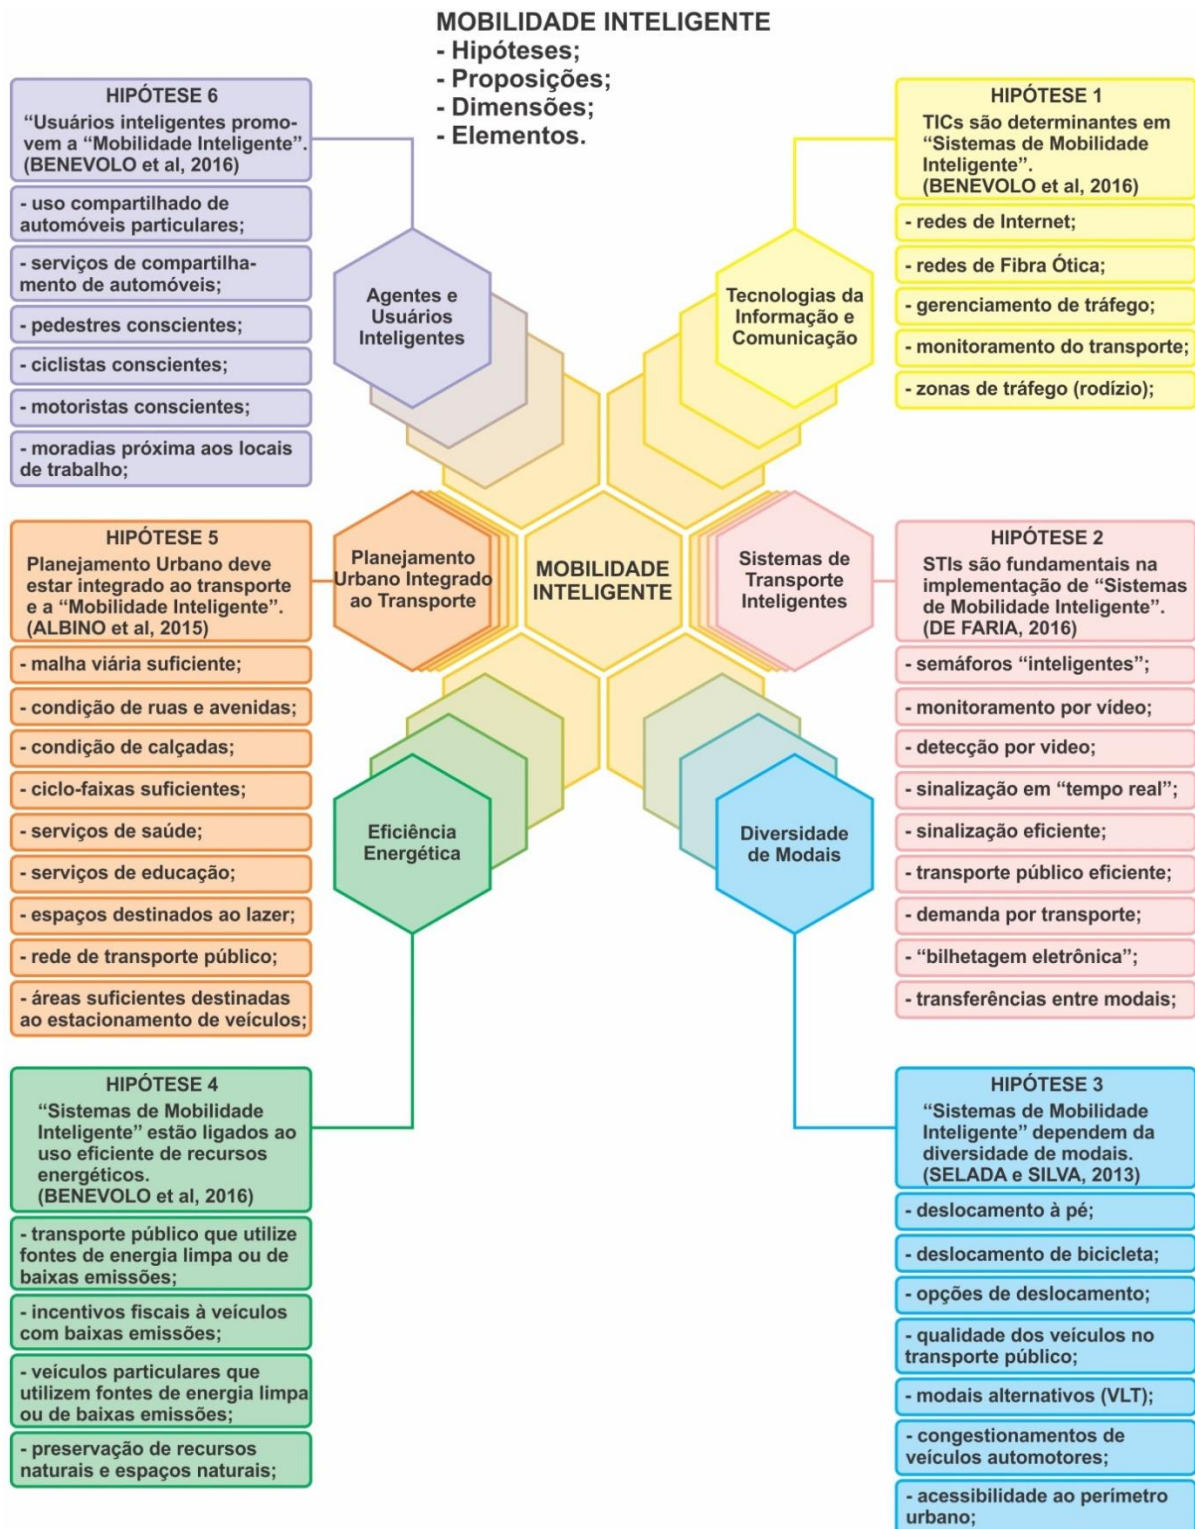 MOBILIDADE INTELIGENTE
- Hipóteses;
- Proposições;
- Dimensões;
- Elementos.
HIPÓTESE 6
“Usuários inteligentes promo-
vem a “Mobilidade Inteligente”.
(BENEVOLO et al, 2016)
- uso compartilhado de
automóveis particulares;
- serviços de compartilha-
mento de automóveis;
- pedestres conscientes;
- ciclistas conscientes;
- motoristas conscientes;
- moradias próxima aos locais
de trabalho;
Agentes e
Usuários
Inteligentes
Tecnologias da
Informação e
Comunicação
HIPÓTESE 1
TICs são determinantes em
“Sistemas de Mobilidade
Inteligente”.
(BENEVOLO et al, 2016)
- redes de Internet;
- redes de Fibra Ótica;
- gerenciamento de tráfego;
- monitoramento do transporte;
- zonas de tráfego (rodízio);
HIPÓTESE 5
Planejamento Urbano deve
estar integrado ao transporte
e a “Mobilidade Inteligente”.
(ALBINO et al, 2015)
- malha viária suficiente;
- condição de ruas e avenidas;
- condição de calçadas;
- ciclo-faixas suficientes;
- serviços de saúde;
- serviços de educação;
- espaços destinados ao lazer;
- rede de transporte público;
- áreas suficientes destinadas
ao estacionamento de veículos;
Planejamento
Urbano Integrado
ao Transporte
MOBILIDADE
INTELIGENTE
Sistemas de
Transporte
Inteligentes
HIPÓTESE 2
STIs são fundamentais na
implementação de “Sistemas
de Mobilidade Inteligente”.
(DE FARIA, 2016)
- semáforos “inteligentes”;
- monitoramento por vídeo;
- detecção por video;
- sinalização em “tempo real”;
- sinalização eficiente;
- transporte público eficiente;
- demanda por transporte;
- “bilhetagem eletrônica”;
- transferências entre modais;
Eficiência
Energética
Diversidade
de Modais
HIPÓTESE 4
“Sistemas de Mobilidade
Inteligente” estão ligados ao
uso eficiente de recursos
energéticos.
(BENEVOLO et al, 2016)
- transporte público que utilize
fontes de energia limpa ou de
baixas emissões;
- incentivos fiscais à veículos
com baixas emissões;
- veículos particulares que
utilizem fontes de energia limpa
ou de baixas emissões;
- preservação de recursos
naturais e espaços naturais;
HIPÓTESE 3
“Sistemas de Mobilidade
Inteligente” dependem da
diversidade de modais.
(SELADA e SILVA, 2013)
- deslocamento à pé;
- deslocamento de bicicleta;
- opções de deslocamento;
- qualidade dos veículos no
transporte público;
- modais alternativos (VLT);
- congestionamentos de
veículos automotores;
- acessibilidade ao perímetro
urbano;